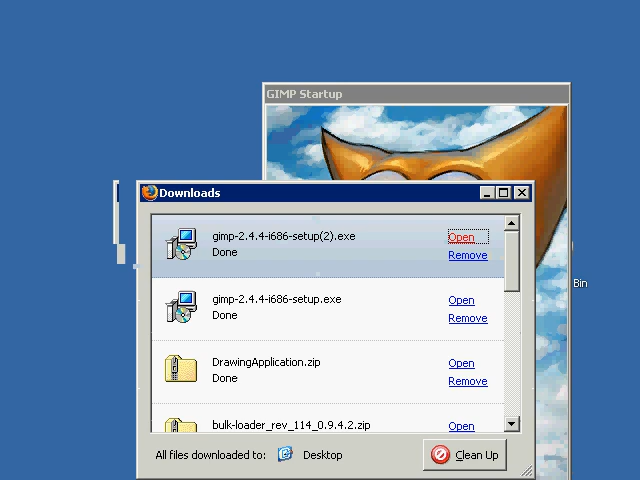 GIMP Startup
Downloads
gimp-2.4.4-i686-setup(2).exe
Open
Done
Remove
gimp-2.4.4-i686-setup.exe
Open
Done
Remove
DrawingApplication.zip
Open
Done
Remove
bulk-loader_rev_114_0.9.4.2.zip
Open
All files downloaded to: Desktop
Clean Up
Bin